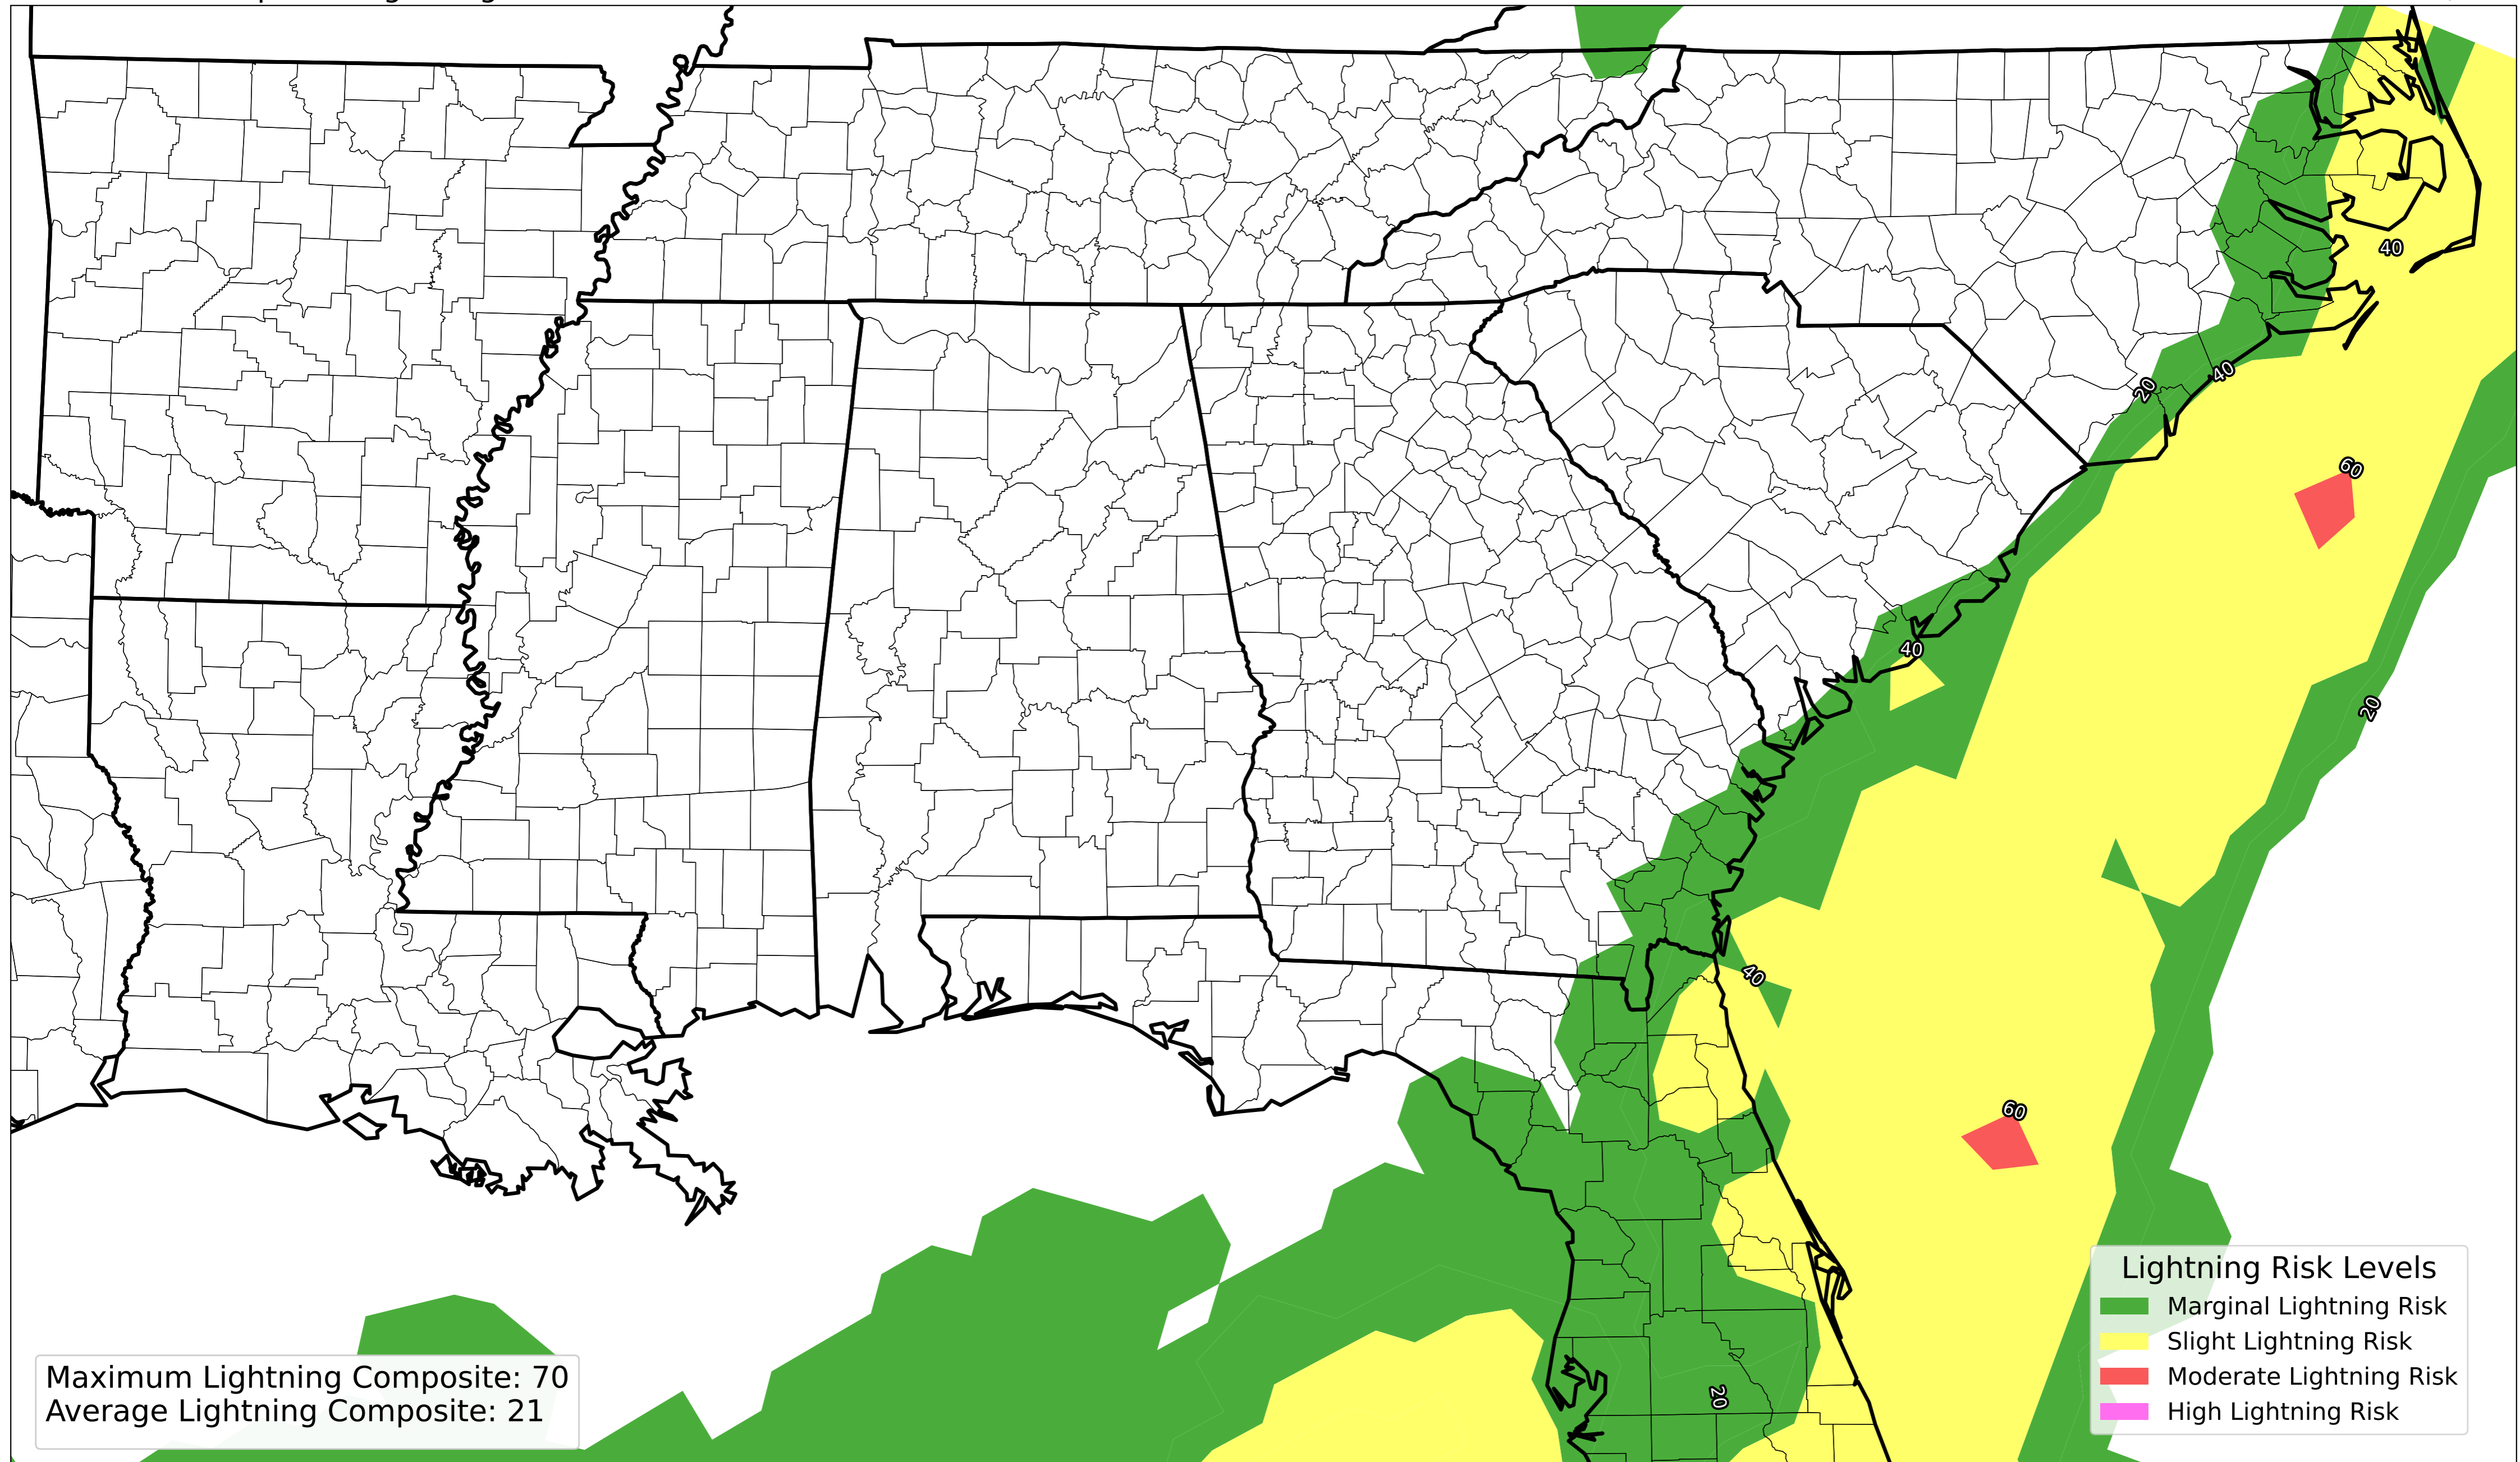 40
40
20
60
40
20
40
60
20
Lightning Risk Levels
Marginal Lightning Risk
Slight Lightning Risk
Moderate Lightning Risk
High Lightning Risk
Maximum Lightning Composite: 70
Average Lightning Composite: 21